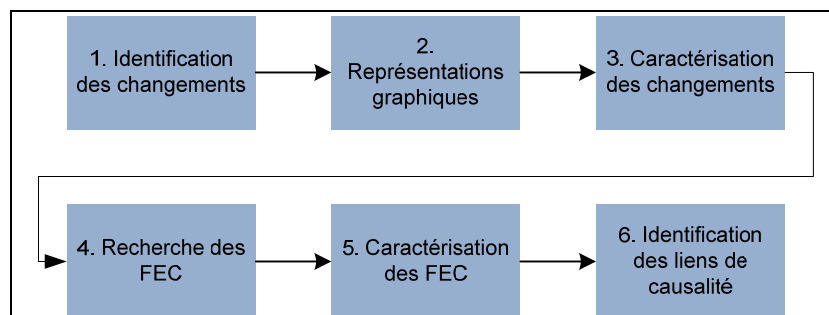 1. Identification
des changements
2.
Représentations
graphiques
3. Caractérisation
des changements
4. Recherche des
FEC
5. Caractérisation
des FEC
6. Identification
des liens de
causalité